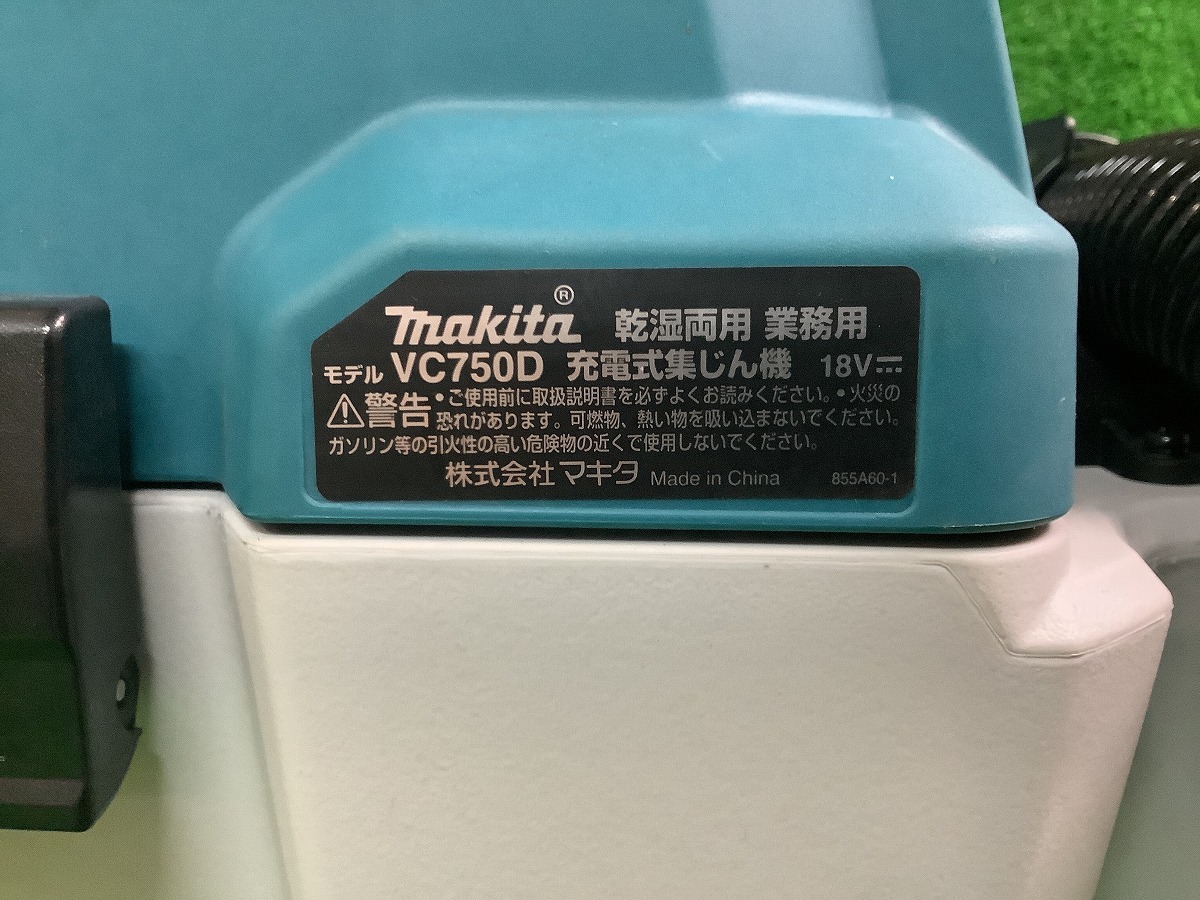 makita® 乾湿両用 業務用
モデル VC750D 充電式集じん機 18V⎓
⚠警告 •ご使用前に取扱説明書を必ずよくお読みください。•火災の
恐れがあります。可燃物、熱い物を吸い込まないでください。
ガソリン等の引火性の高い危険物の近くで使用しないでください。
株式会社 マキタ Made in China 855A60-1